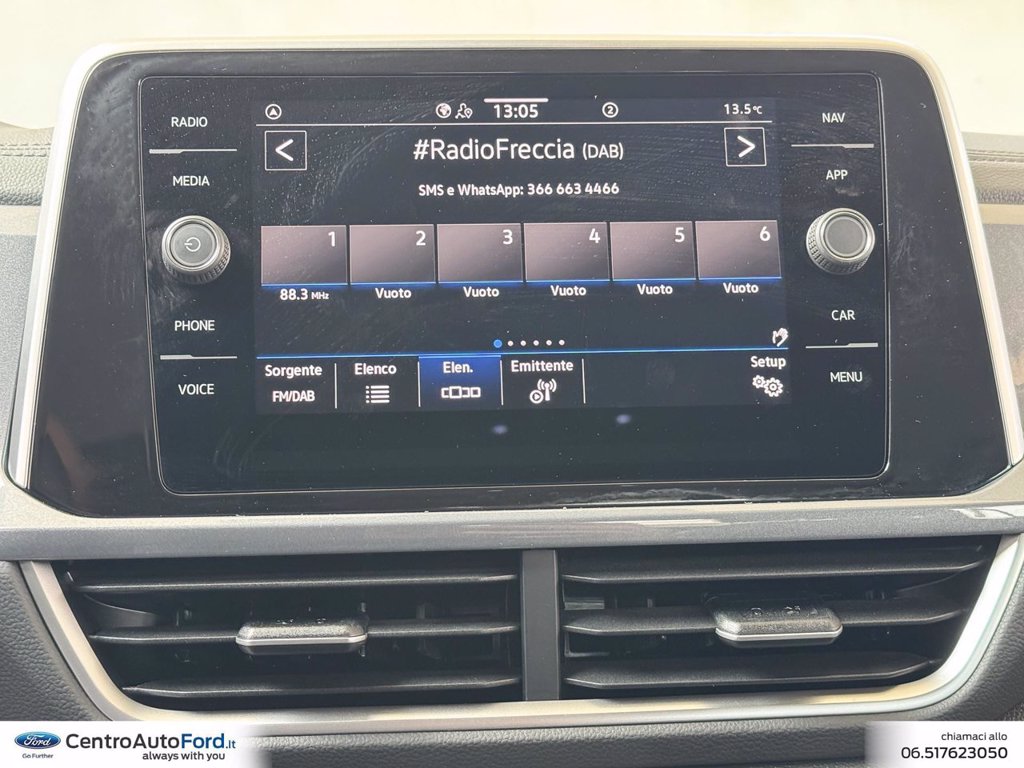 13:05
2
13.5°C
RADIO
MEDIA
PHONE
VOICE
NAV
APP
CAR
MENU
< #RadioFreccia (DAB) >
SMS e WhatsApp: 366 663 4466
1 2 3 4 5 6
88.3 MHz Vuoto Vuoto Vuoto Vuoto Vuoto
Sorgente Elenco Elen. Emittente Setup
FM/DAB
Ford CentroAutoFord.it
Go Further always with you
chiamaci allo
06.517623050